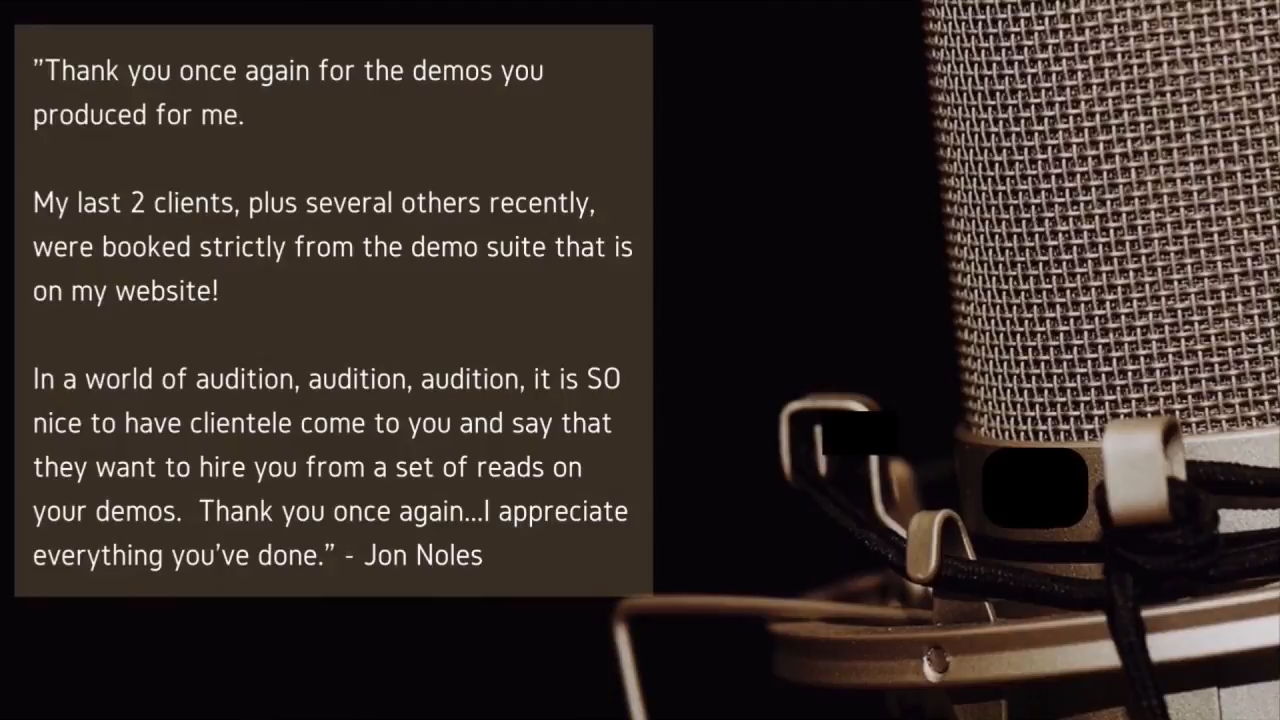 ”Thank you once again for the demos you
produced for me.
My last 2 clients, plus several others recently,
were booked strictly from the demo suite that is
on my website!
In a world of audition, audition, audition, it is SO
nice to have clientele come to you and say that
they want to hire you from a set of reads on
your demos.  Thank you once again...I appreciate
everything you’ve done.” - Jon Noles